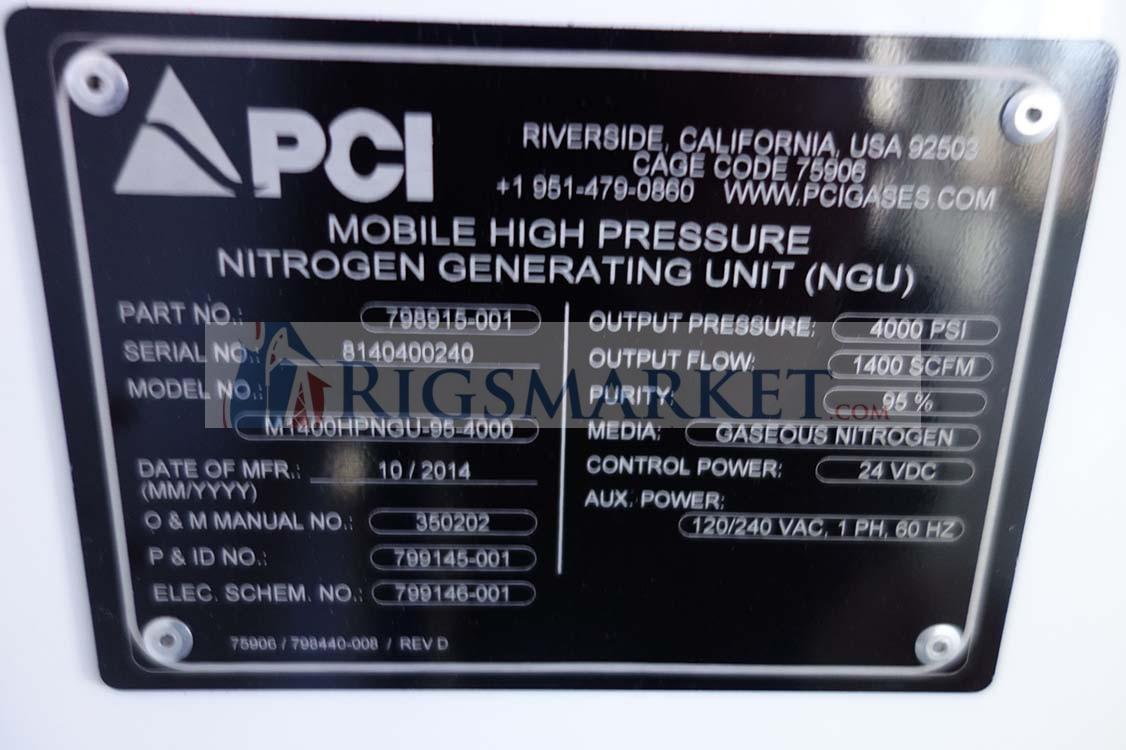 PCI
RIVERSIDE, CALIFORNIA, USA 92503
CAGE CODE 75906
+1 951-479-0860 WWW.PCIGASES.COM
MOBILE HIGH PRESSURE
NITROGEN GENERATING UNIT (NGU)
PART NO.: 798915-001
SERIAL NO.: 8140400240
MODEL NO.:
M1400HPNGU-95-4000
DATE OF MFR.: 10 / 2014
(MM/YYYY)
O & M MANUAL NO.: 350202
P & ID NO.: 799145-001
ELEC. SCHEM. NO.: 799146-001
75906 / 798440-008 / REV D
OUTPUT PRESSURE: 4000 PSI
OUTPUT FLOW: 1400 SCFM
PURITY: 95 %
MEDIA: GASEOUS NITROGEN
CONTROL POWER: 24 VDC
AUX. POWER:
120/240 VAC, 1 PH, 60 HZ
RIGSMARKET.COM